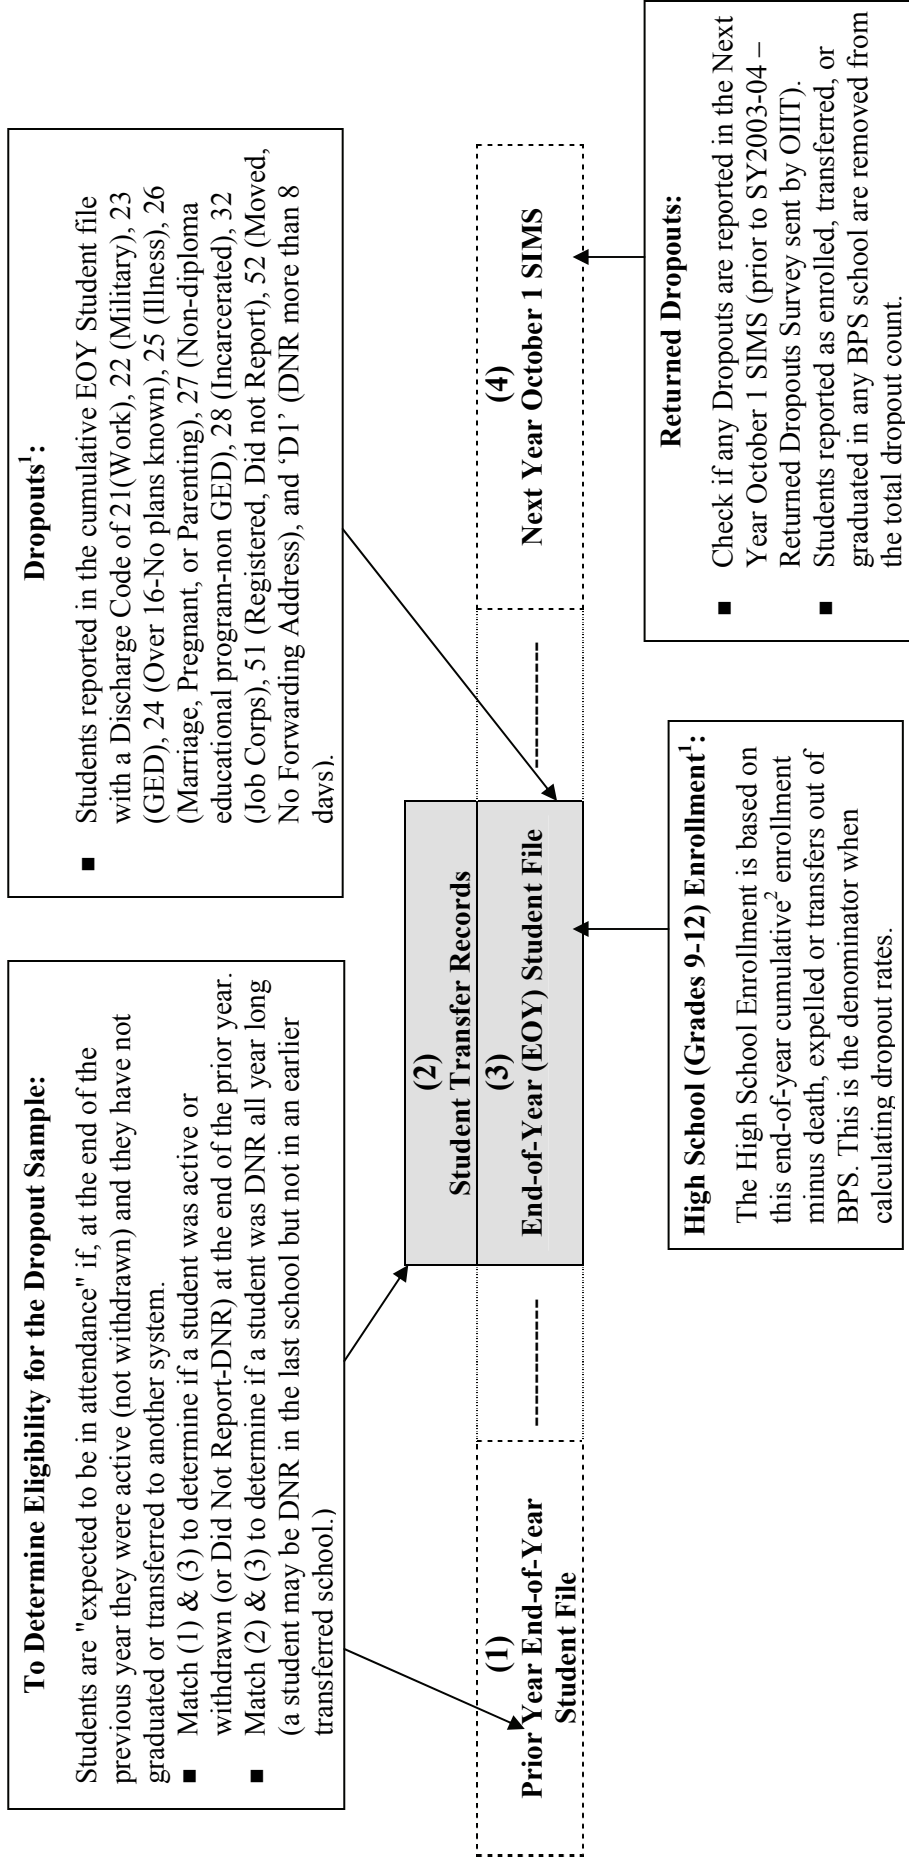 To Determine Eligibility for the Dropout Sample:
Students are "expected to be in attendance" if, at the end of the
previous year they were active (not withdrawn) and they have not
graduated or transferred to another system.
■ Match (1) & (3) to determine if a student was active or
withdrawn (or Did Not Report-DNR) at the end of the prior year.
■ Match (2) & (3) to determine if a student was DNR all year long
(a student may be DNR in the last school but not in an earlier
transferred school.)
Dropouts¹:
■ Students reported in the cumulative EOY Student file
with a Discharge Code of 21(Work), 22 (Military), 23
(GED), 24 (Over 16-No plans known), 25 (Illness), 26
(Marriage, Pregnant, or Parenting), 27 (Non-diploma
educational program-non GED), 28 (Incarcerated), 32
(Job Corps), 51 (Registered, Did not Report), 52 (Moved,
No Forwarding Address), and ‘D1’ (DNR more than 8
days).
(1)
Prior Year End-of-Year
Student File
(2)
Student Transfer Records
(3)
End-of-Year (EOY) Student File
(4)
Next Year October 1 SIMS
High School (Grades 9-12) Enrollment¹:
The High School Enrollment is based on
this end-of-year cumulative² enrollment
minus death, expelled or transfers out of
BPS. This is the denominator when
calculating dropout rates.
Returned Dropouts:
■ Check if any Dropouts are reported in the Next
Year October 1 SIMS (prior to SY2003-04 –
Returned Dropouts Survey sent by OIIT).
■ Students reported as enrolled, transferred, or
graduated in any BPS school are removed from
the total dropout count.